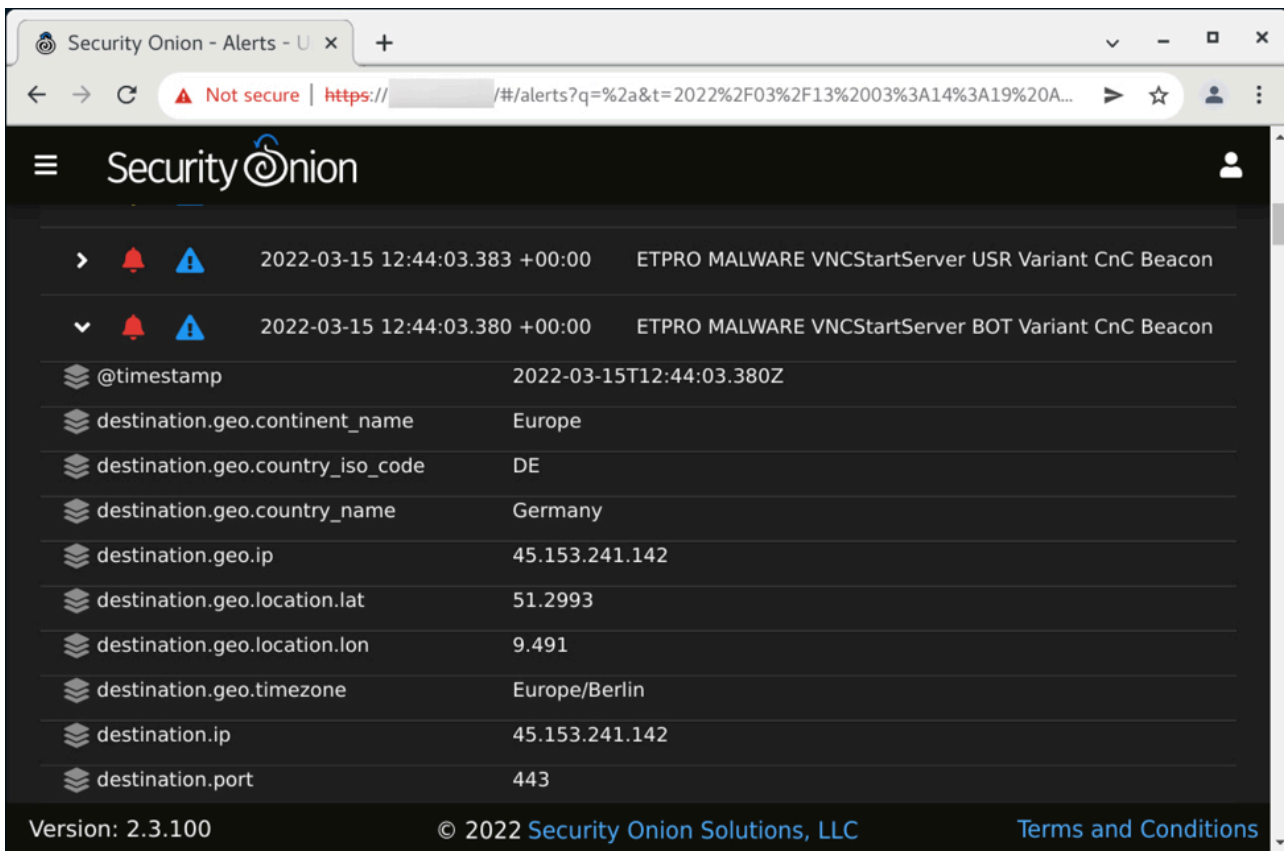 Security Onion - Alerts - U
Not secure | https:// /#/alerts?q=%2a&t=2022%2F03%2F13%2003%3A14%3A19%20A...
Security Onion
2022-03-15 12:44:03.383 +00:00 ETPRO MALWARE VNCStartServer USR Variant CnC Beacon
2022-03-15 12:44:03.380 +00:00 ETPRO MALWARE VNCStartServer BOT Variant CnC Beacon
@timestamp 2022-03-15T12:44:03.380Z
destination.geo.continent_name Europe
destination.geo.country_iso_code DE
destination.geo.country_name Germany
destination.geo.ip 45.153.241.142
destination.geo.location.lat 51.2993
destination.geo.location.lon 9.491
destination.geo.timezone Europe/Berlin
destination.ip 45.153.241.142
destination.port 443
Version: 2.3.100 © 2022 Security Onion Solutions, LLC Terms and Conditions